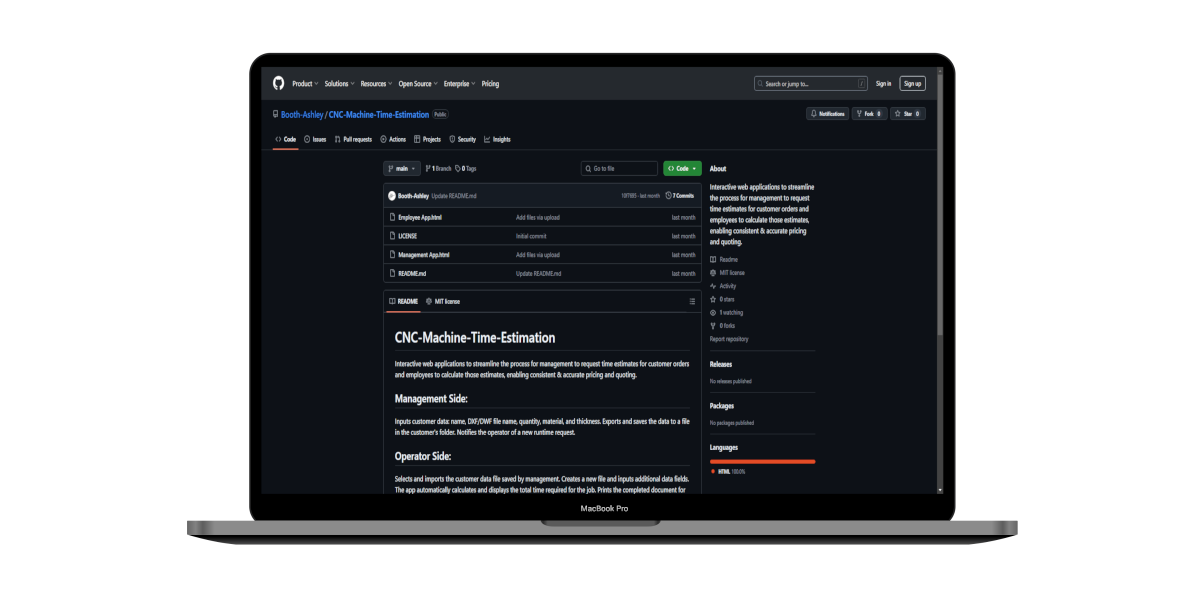 Product Solutions Resources Open Source Enterprise Pricing Search or jump to... / Sign in Sign up
Booth-Ashley / CNC-Machine-Time-Estimation Public Notifications Fork 0 Star 0
Code Issues Pull requests Actions Projects Security Insights
main 1 Branch 0 Tags Go to file Code
Booth-Ashley Update README.md last month 7 Commits
Employee App.html Add files via upload last month
LICENSE Initial commit last month
Management App.html Add files via upload last month
README.md Update README.md last month
README MIT license
CNC-Machine-Time-Estimation
Interactive web applications to streamline the process for management to request time estimates for customer orders
and employees to calculate those estimates, enabling consistent & accurate pricing and quoting.
Management Side:
Inputs customer data: name, DXF/DWF file name, quantity, material, and thickness. Exports and saves the data to a file
in the customer's folder. Notifies the operator of a new runtime request.
Operator Side:
Selects and imports the customer data file saved by management. Creates a new file and inputs additional data fields.
The app automatically calculates and displays the total time required for the job. Prints the completed document for
About
Interactive web applications to streamline
the process for management to request
time estimates for customer orders and
employees to calculate those estimates,
enabling consistent & accurate pricing
and quoting.
Readme
MIT license
Activity
0 stars
1 watching
0 forks
Report repository
Releases
No releases published
Packages
No packages published
Languages
HTML 100.0%
MacBook Pro